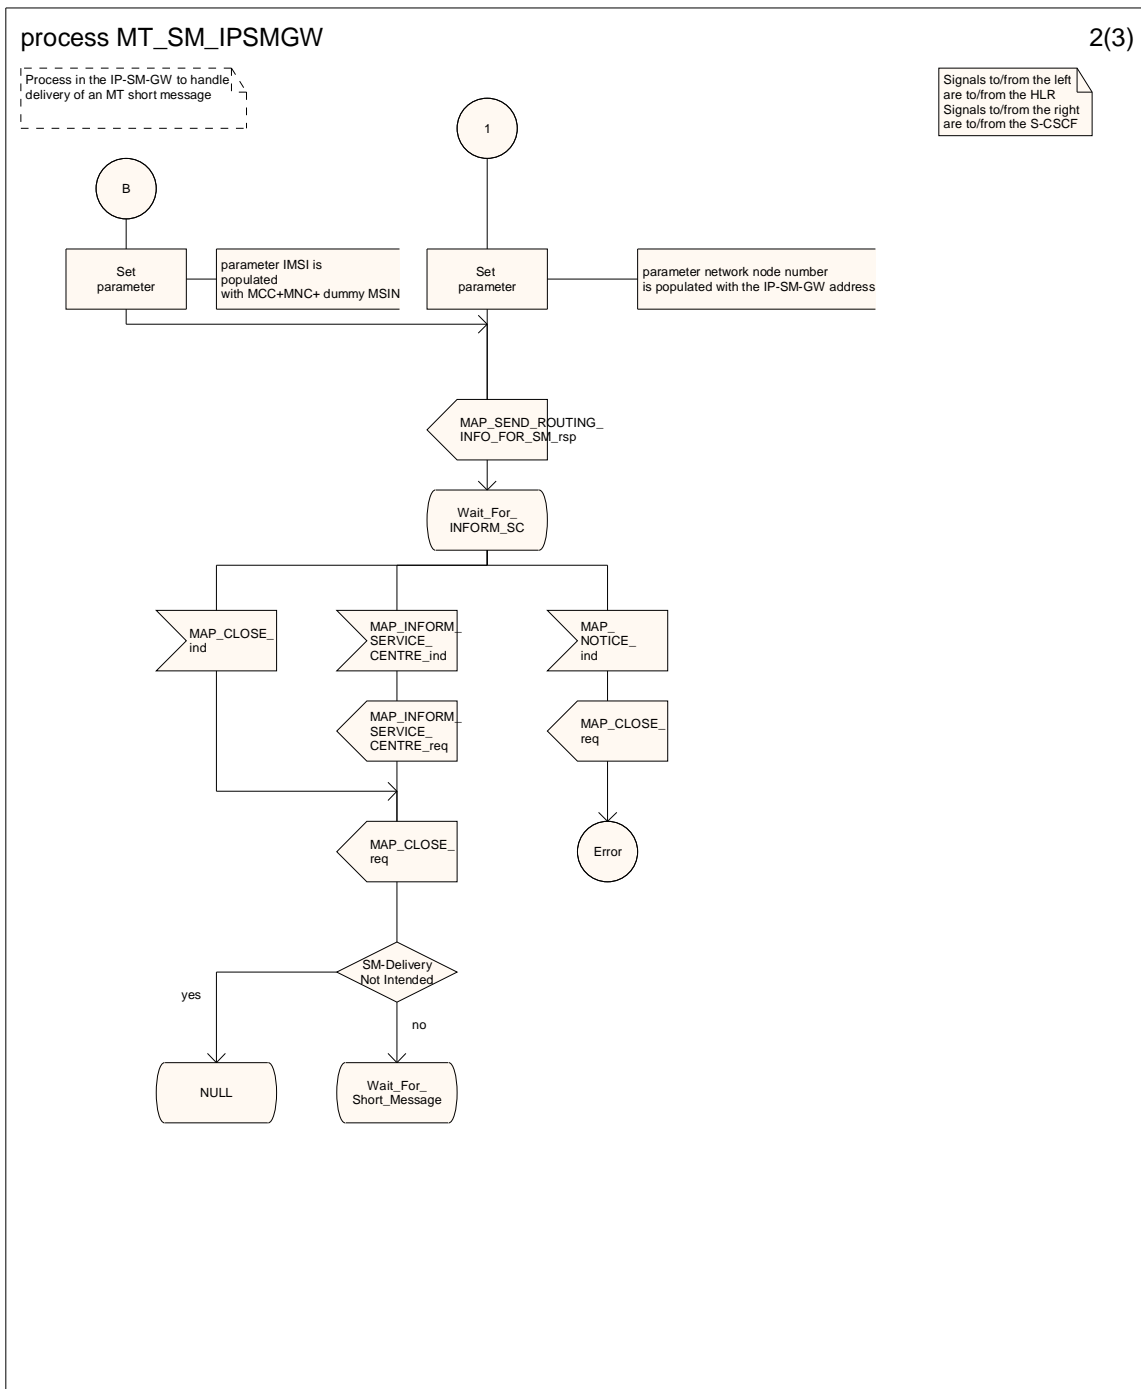 process MT_SM_IPSMGW
2(3)
Process in the IP-SM-GW to handle
delivery of an MT short message
Signals to/from the left
are to/from the HLR
Signals to/from the right
are to/from the S-CSCF
1
B
Set
parameter
parameter IMSI is
populated
with MCC+MNC+ dummy MSIN
Set
parameter
parameter network node number
is populated with the IP-SM-GW address
MAP_SEND_ROUTING_
INFO_FOR_SM_rsp
Wait_For_
INFORM_SC
MAP_CLOSE_
ind
MAP_INFORM_
SERVICE_
CENTRE_ind
MAP_
NOTICE_
ind
MAP_INFORM_
SERVICE_
CENTRE_req
MAP_CLOSE_
req
MAP_CLOSE_
req
Error
SM-Delivery
Not Intended
yes
no
NULL
Wait_For_
Short_Message